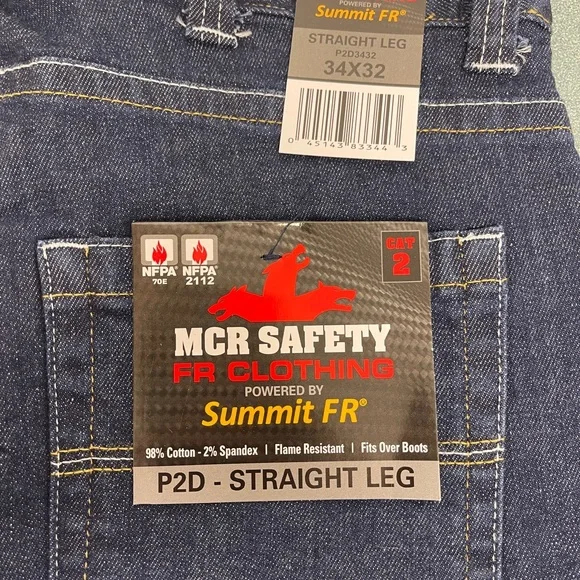 POWERED BY
Summit FR®
STRAIGHT LEG
P2D3432
34X32
0 45143 83344 3
NFPA® 70E
NFPA® 2112
CAT 2
MCR SAFETY
FR CLOTHING
POWERED BY
Summit FR®
98% Cotton - 2% Spandex | Flame Resistant | Fits Over Boots
P2D - STRAIGHT LEG